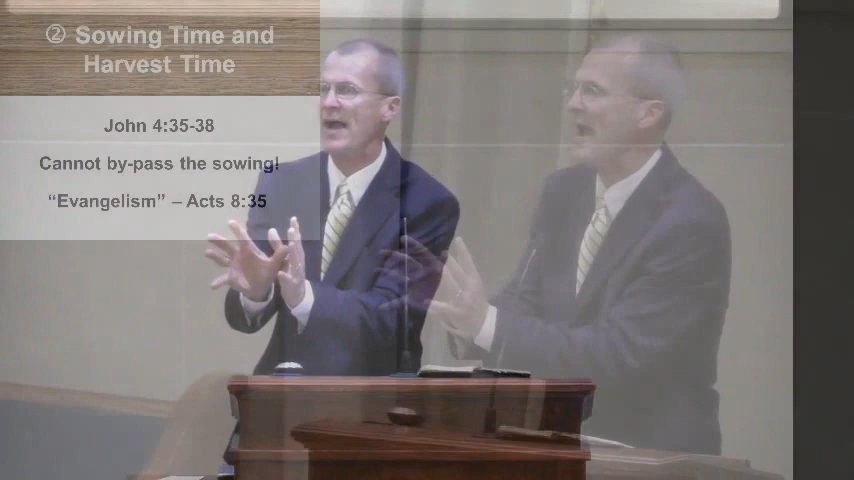 ② Sowing Time and
Harvest Time
John 4:35-38
Cannot by-pass the sowing!
“Evangelism” – Acts 8:35